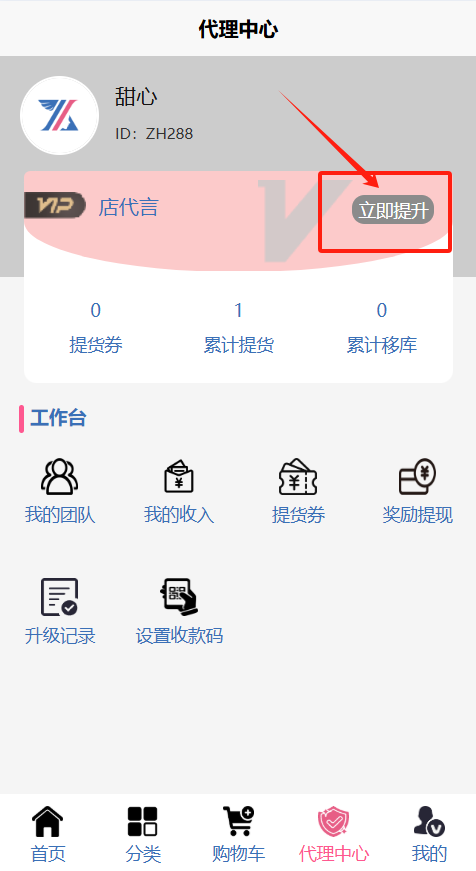 代理中心
甜心
ID：ZH288
VIP 店代言 立即提升
V
0 1 0
提货券 累计提货 累计移库
工作台
我的团队 我的收入 提货券 奖励提现
升级记录 设置收款码
首页 分类 购物车 代理中心 我的